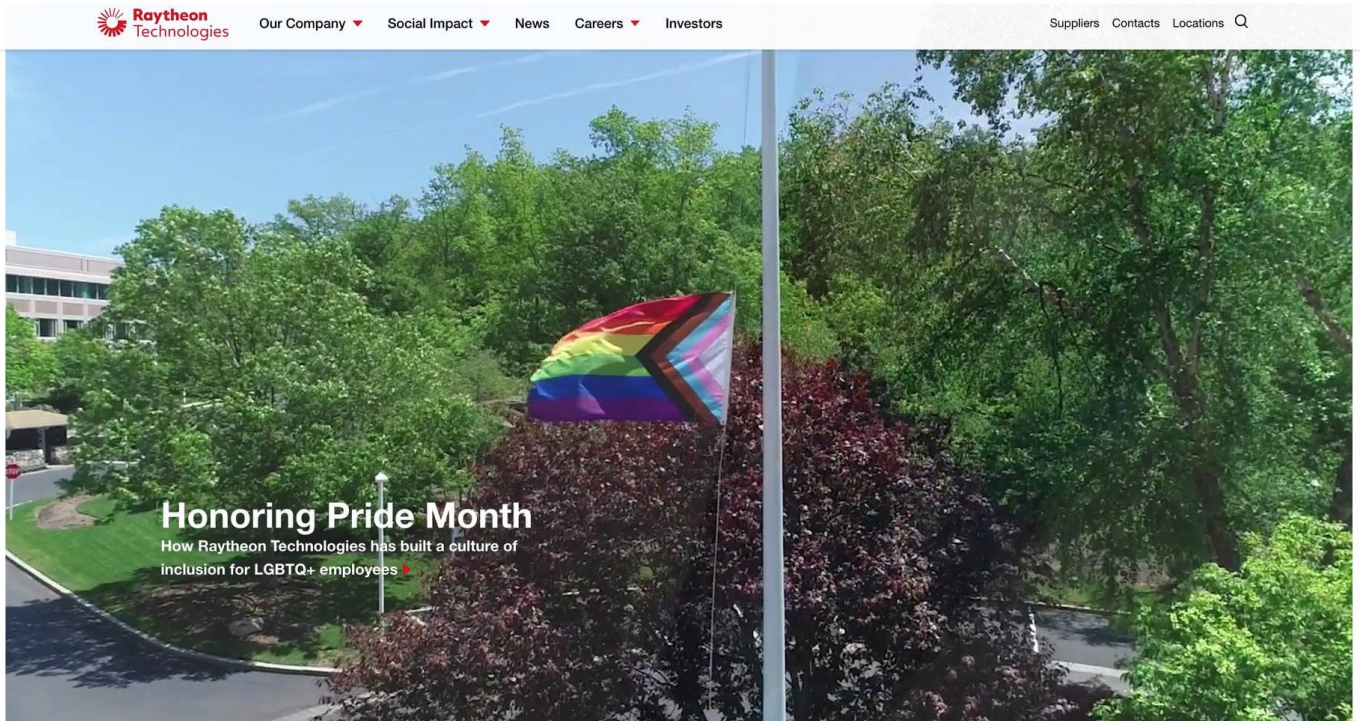 Raytheon
Technologies
Our Company
Social Impact
News
Careers
Investors
Suppliers
Contacts
Locations
STOP
Honoring Pride Month
How Raytheon Technologies has built a culture of
inclusion for LGBTQ+ employees